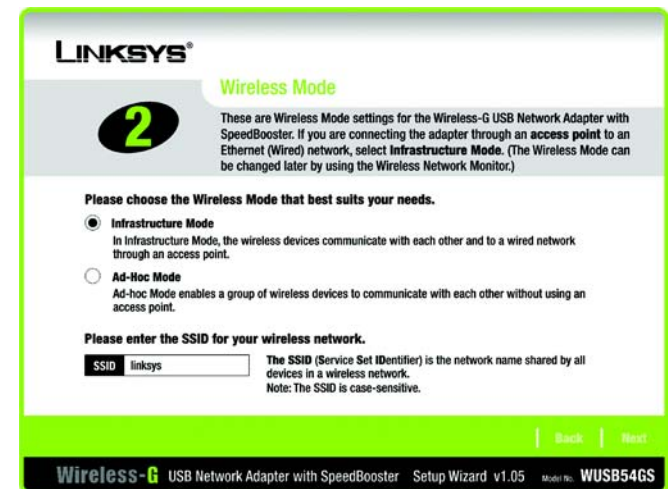 LINKSYS®
Wireless Mode
2
These are Wireless Mode settings for the Wireless-G USB Network Adapter with
SpeedBooster. If you are connecting the adapter through an access point to an
Ethernet (Wired) network, select Infrastructure Mode. (The Wireless Mode can
be changed later by using the Wireless Network Monitor.)
Please choose the Wireless Mode that best suits your needs.
Infrastructure Mode
In Infrastructure Mode, the wireless devices communicate with each other and to a wired network
through an access point.
Ad-Hoc Mode
Ad-hoc Mode enables a group of wireless devices to communicate with each other without using an
access point.
Please enter the SSID for your wireless network.
SSID linksys
The SSID (Service Set IDentifier) is the network name shared by all
devices in a wireless network.
Note: The SSID is case-sensitive.
Back Next
Wireless-G USB Network Adapter with SpeedBooster Setup Wizard v1.05 Model No. WUSB54GS